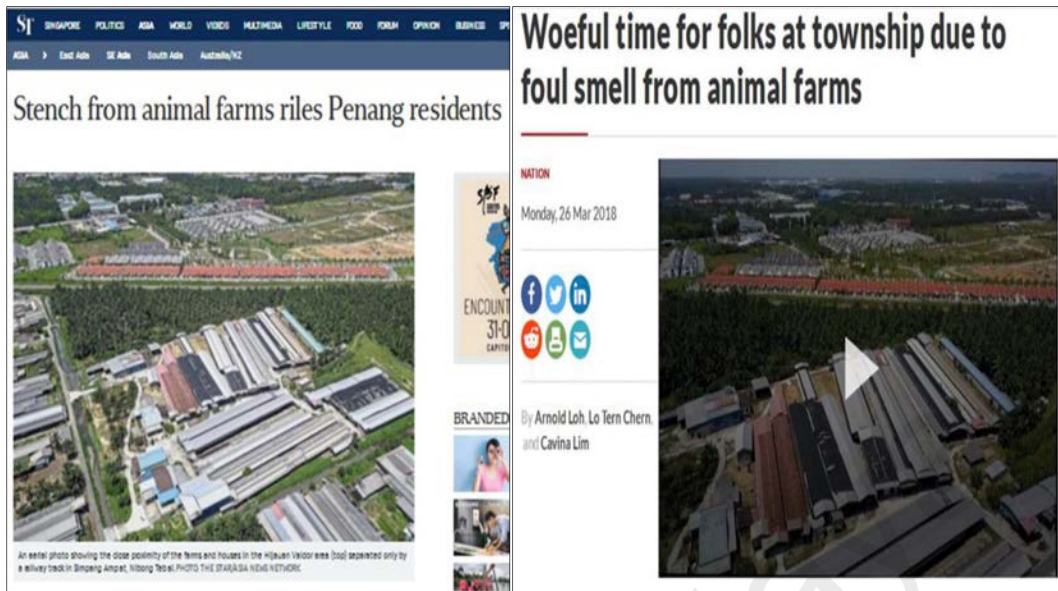 ST SINGAPORE POLITICS ASIA WORLD VIDEOS MULTIMEDIA LIFESTYLE FOOD FORUM OPINION BUSINESS SP
ASIA > East Asia SE Asia South Asia Australia/NZ
Stench from animal farms riles Penang residents
ENCOUNT
31-0
CAPITO
BRANDED
An aerial photo showing the close proximity of the farms and houses in the Hijauan Valdor area (top) separated only by
a railway track in Simpang Ampat, Nibong Tebal. PHOTO: THE STAR/ASIA NEWS NETWORK
Woeful time for folks at township due to
foul smell from animal farms
NATION
Monday, 26 Mar 2018
By Arnold Loh, Lo Tern Chern,
and Cavina Lim